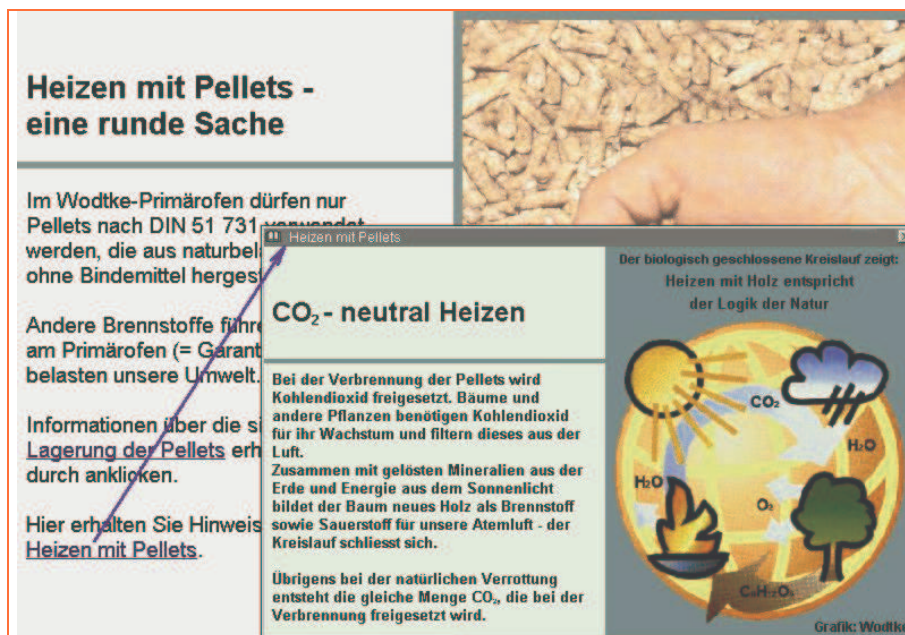 Heizen mit Pellets -
eine runde Sache
Im Wodtke-Primärofen dürfen nur
Pellets nach DIN 51 731 verwendet
werden, die aus naturbel
ohne Bindemittel hergest
Andere Brennstoffe führe
am Primärofen (= Garant
belasten unsere Umwelt.
Informationen über die si
Lagerung der Pellets erh
durch anklicken.
Hier erhalten Sie Hinweis
Heizen mit Pellets.
Heizen mit Pellets
CO₂ - neutral Heizen
Bei der Verbrennung der Pellets wird
Kohlendioxid freigesetzt. Bäume und
andere Pflanzen benötigen Kohlendioxid
für ihr Wachstum und filtern dieses aus der
Luft.
Zusammen mit gelösten Mineralien aus der
Erde und Energie aus dem Sonnenlicht
bildet der Baum neues Holz als Brennstoff
sowie Sauerstoff für unsere Atemluft - der
Kreislauf schliesst sich.
Übrigens bei der natürlichen Verrottung
entsteht die gleiche Menge CO₂, die bei der
Verbrennung freigesetzt wird.
Der biologisch geschlossene Kreislauf zeigt:
Heizen mit Holz entspricht
der Logik der Natur
CO₂
H₂O
H₂O
O₂
Grafik: Wodtke